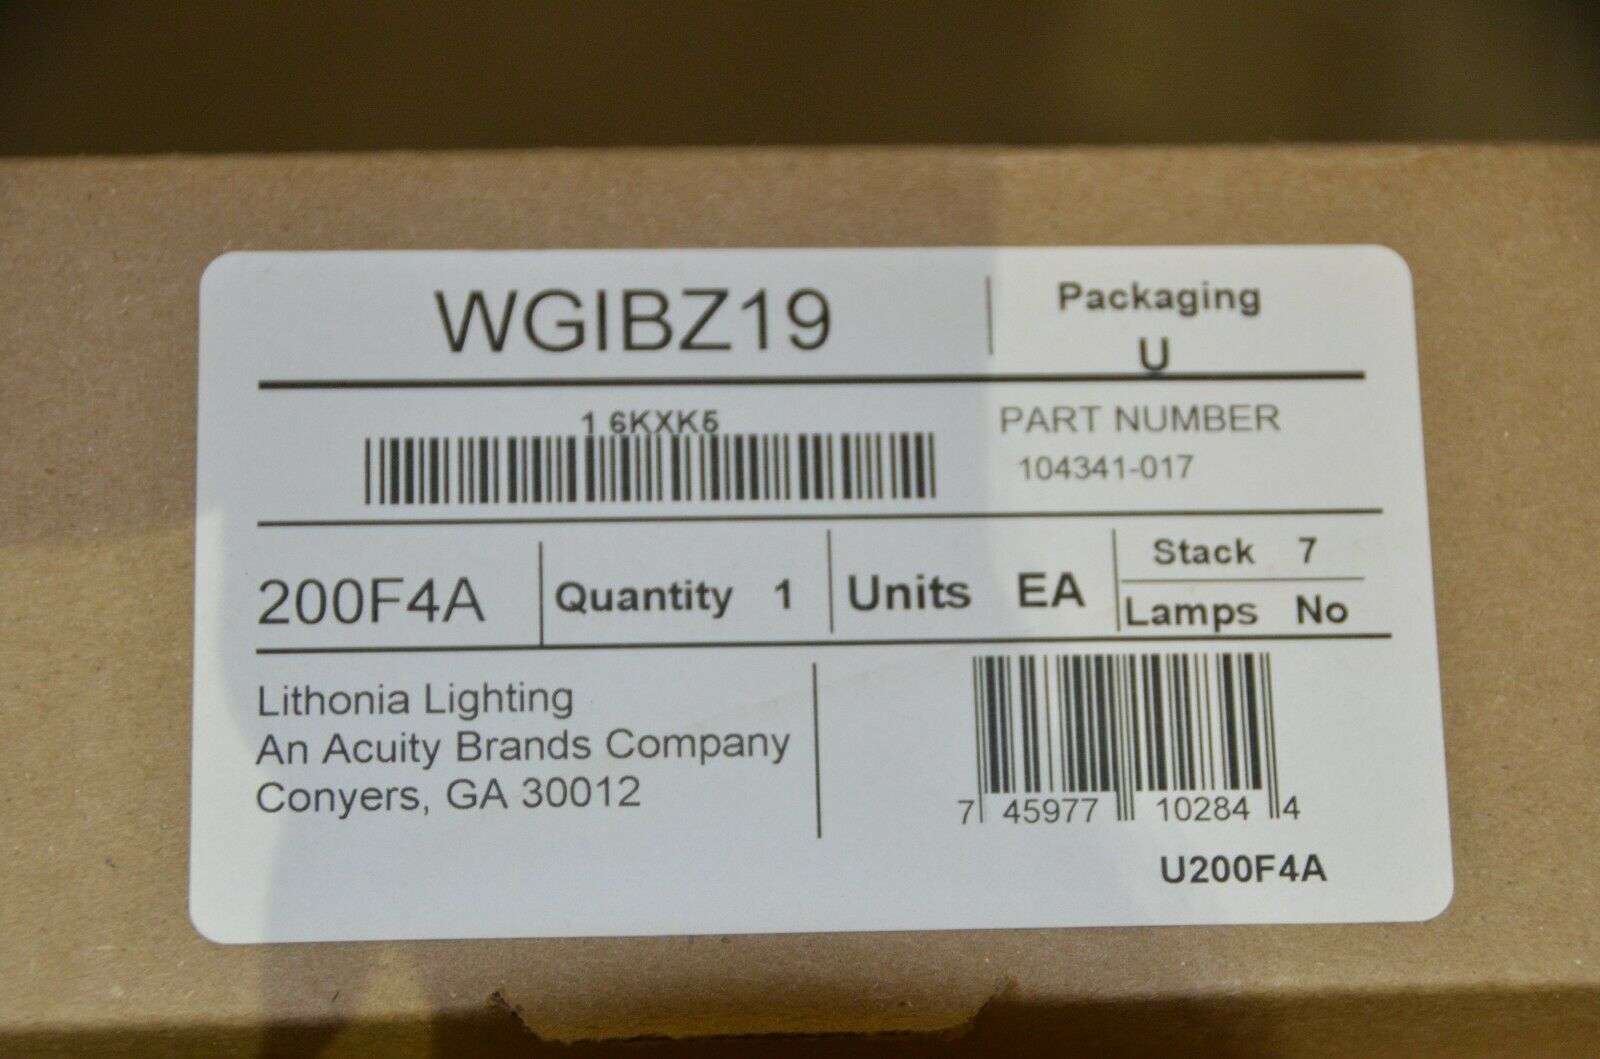 WGIBZ19
Packaging
U
1 6KXK5
PART NUMBER
104341-017
200F4A
Quantity 1
Units EA
Stack 7
Lamps No
Lithonia Lighting
An Acuity Brands Company
Conyers, GA 30012
7 45977 10284 4
U200F4A